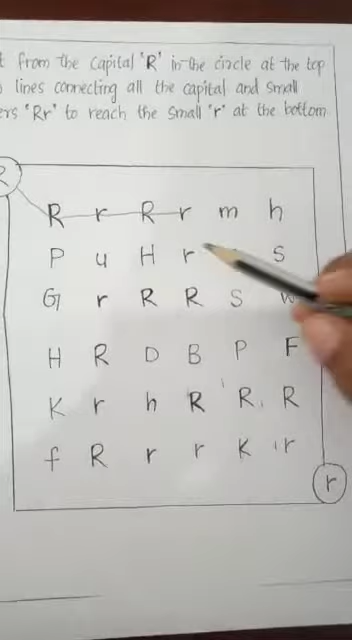 t from the capital 'R' in the circle at the top
lines connecting all the capital and small
ers 'Rr' to reach the small 'r' at the bottom
R
R r R r m h
P u H r S
G r R R S w
H R D B P F
K r h R R R
f R r r K r
r